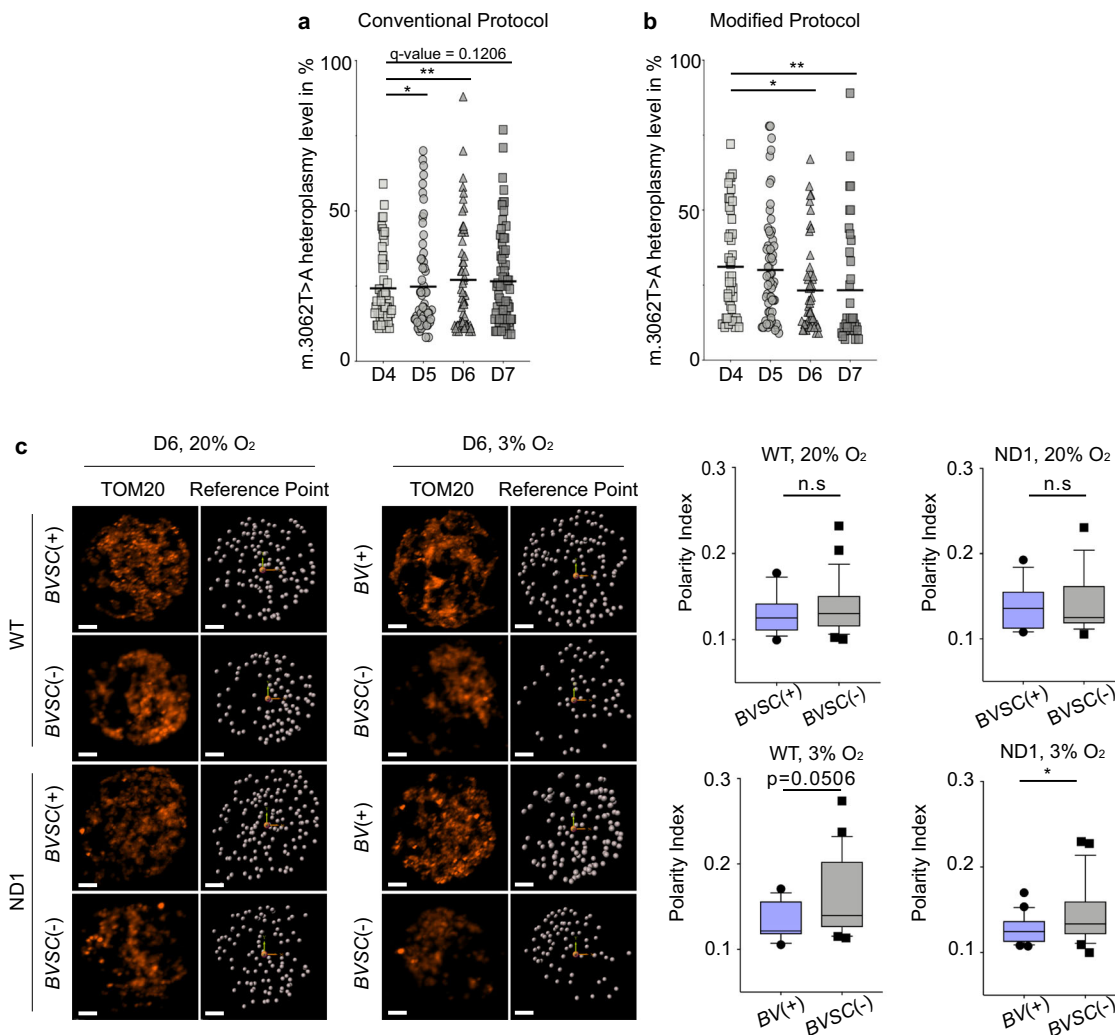 a Conventional Protocol
m.3062T>A heteroplasmy level in %
100
50
0
q-value = 0.1206
**
*
D4 D5 D6 D7
b Modified Protocol
m.3062T>A heteroplasmy level in %
100
50
0
**
*
D4 D5 D6 D7
c
D6, 20% O2
D6, 3% O2
TOM20 Reference Point
TOM20 Reference Point
WT
BVSC(+)
BV(+)
BVSC(-)
BVSC(-)
ND1
BVSC(+)
BV(+)
BVSC(-)
BVSC(-)
WT, 20% O2
n.s
Polarity Index
0.3
0.2
0.1
BVSC(+) BVSC(-)
ND1, 20% O2
n.s
Polarity Index
0.3
0.2
0.1
BVSC(+) BVSC(-)
WT, 3% O2
p=0.0506
Polarity Index
0.3
0.2
0.1
BV(+) BVSC(-)
ND1, 3% O2
*
Polarity Index
0.3
0.2
0.1
BV(+) BVSC(-)